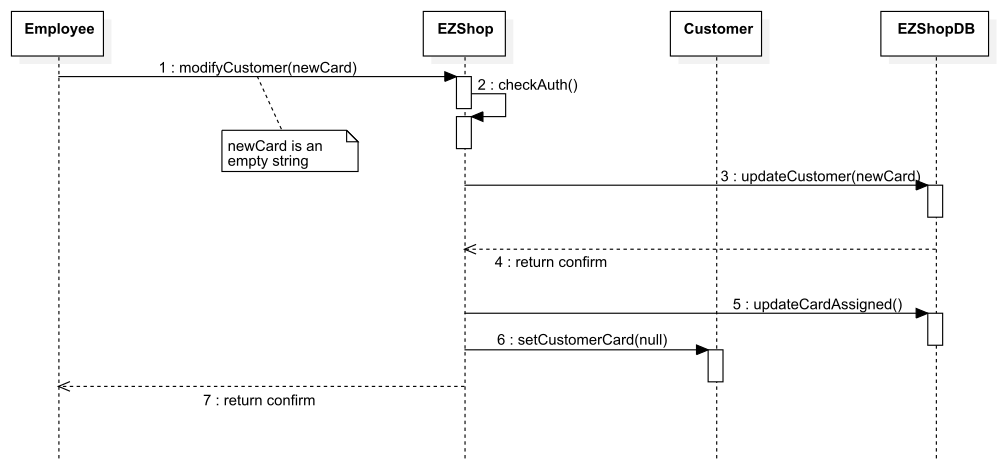 Employee
EZShop
Customer
EZShopDB
1 : modifyCustomer(newCard)
2 : checkAuth()
newCard is an
empty string
3 : updateCustomer(newCard)
4 : return confirm
5 : updateCardAssigned()
6 : setCustomerCard(null)
7 : return confirm